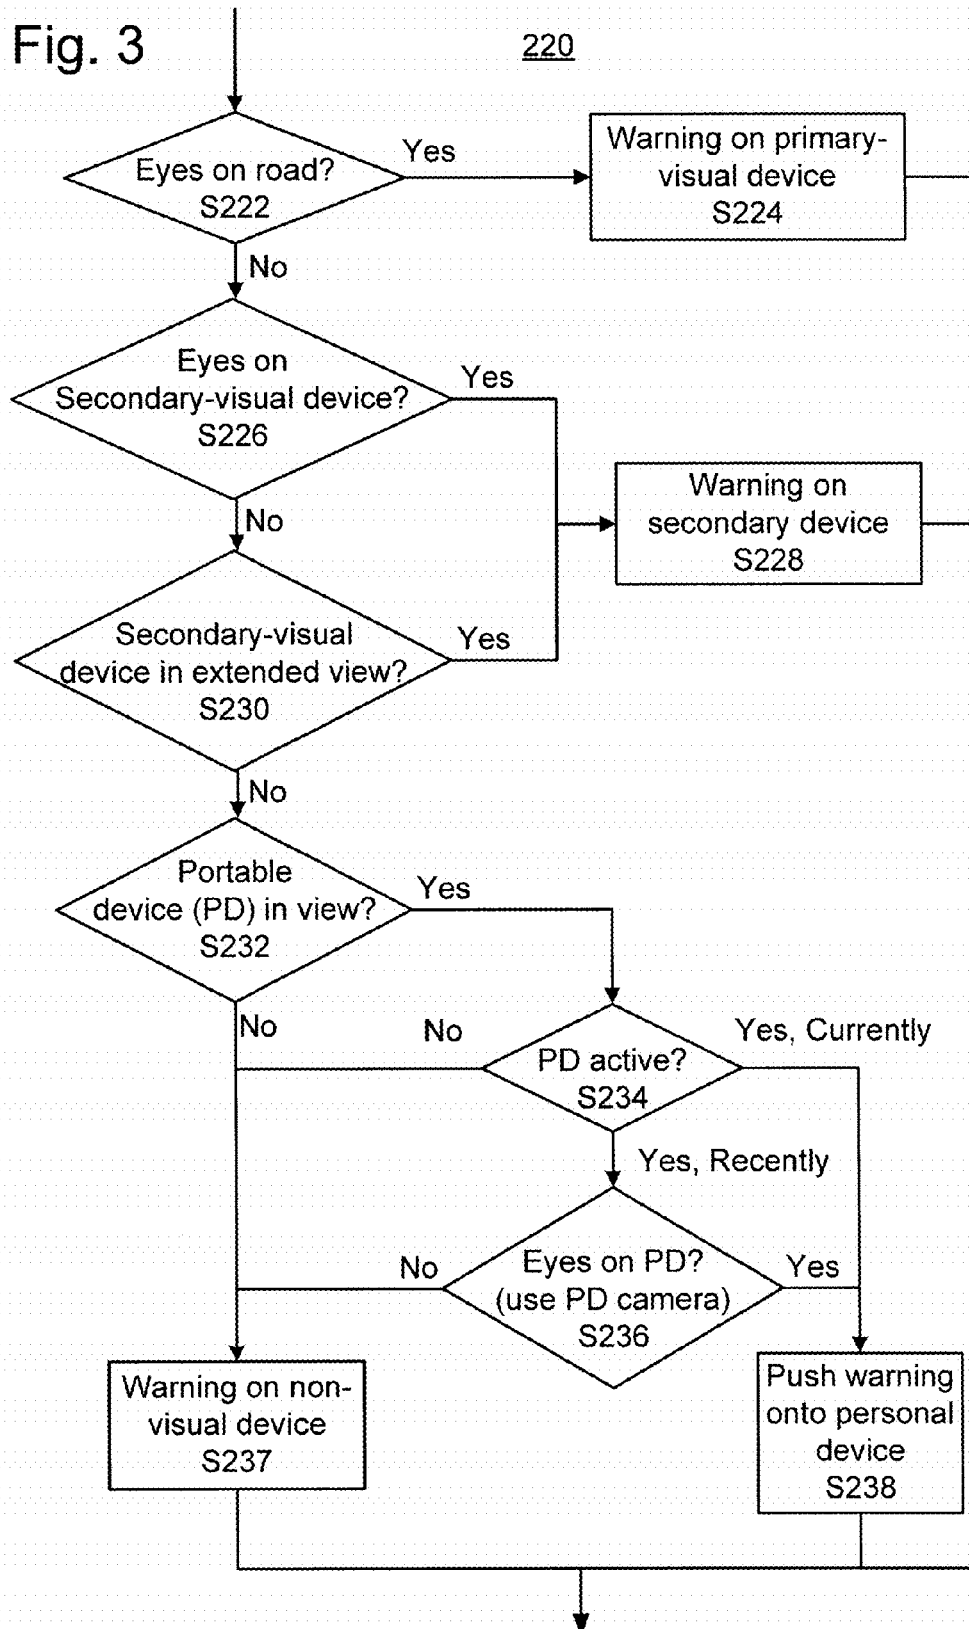 Fig. 3
220
Eyes on road?
S222
Yes
Warning on primary-
visual device
S224
No
Eyes on
Secondary-visual device?
S226
Yes
Warning on
secondary device
S228
No
Secondary-visual
device in extended view?
S230
Yes
No
Portable
device (PD) in view?
S232
Yes
No
No
PD active?
S234
Yes, Currently
Yes, Recently
No
Eyes on PD?
(use PD camera)
S236
Yes
Warning on non-
visual device
S237
Push warning
onto personal
device
S238